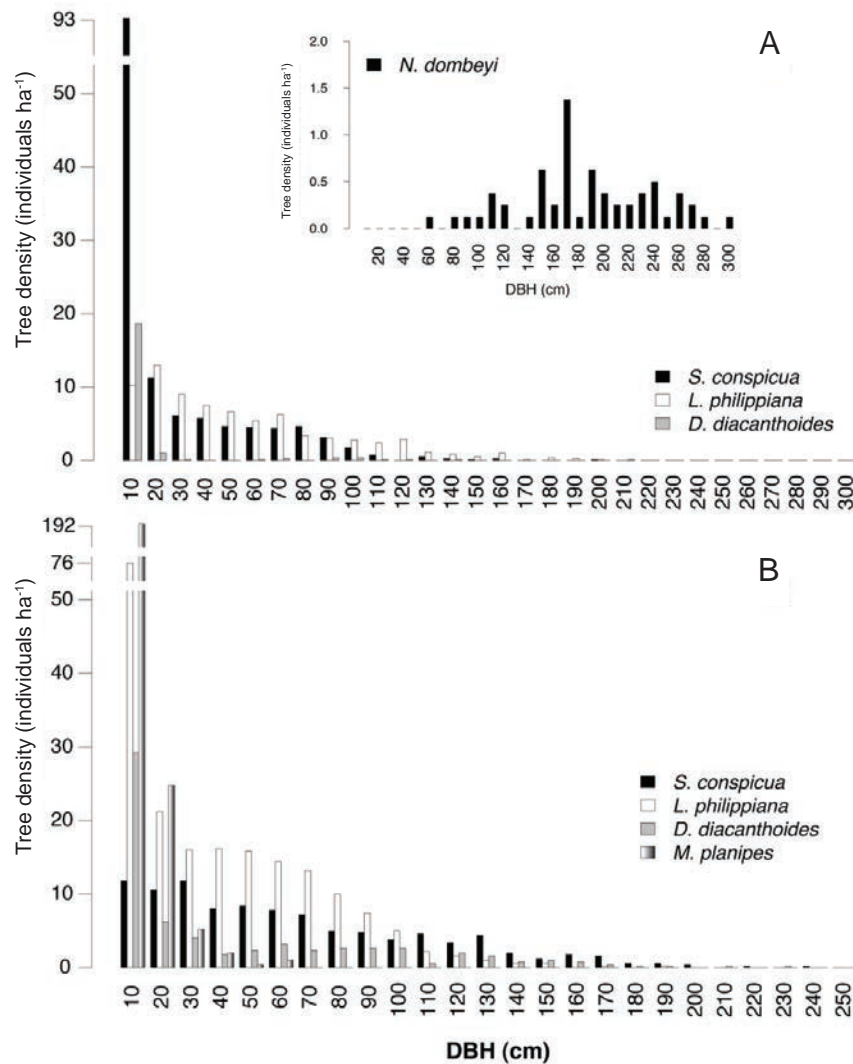 A
Tree density (individuals ha⁻¹)
93
50
40
30
20
10
0
Tree density (individuals ha⁻¹)
2.0
1.5
1.0
0.5
0.0
N. dombeyi
20 40 60 80 100 120 140 160 180 200 220 240 260 280 300
DBH (cm)
S. conspicua
L. philippiana
D. diacanthoides
10 20 30 40 50 60 70 80 90 100 110 120 130 140 150 160 170 180 190 200 210 220 230 240 250 260 270 280 290 300
B
Tree density (individuals ha⁻¹)
192
76
50
40
30
20
10
0
S. conspicua
L. philippiana
D. diacanthoides
M. planipes
10 20 30 40 50 60 70 80 90 100 110 120 130 140 150 160 170 180 190 200 210 220 230 240 250
DBH (cm)